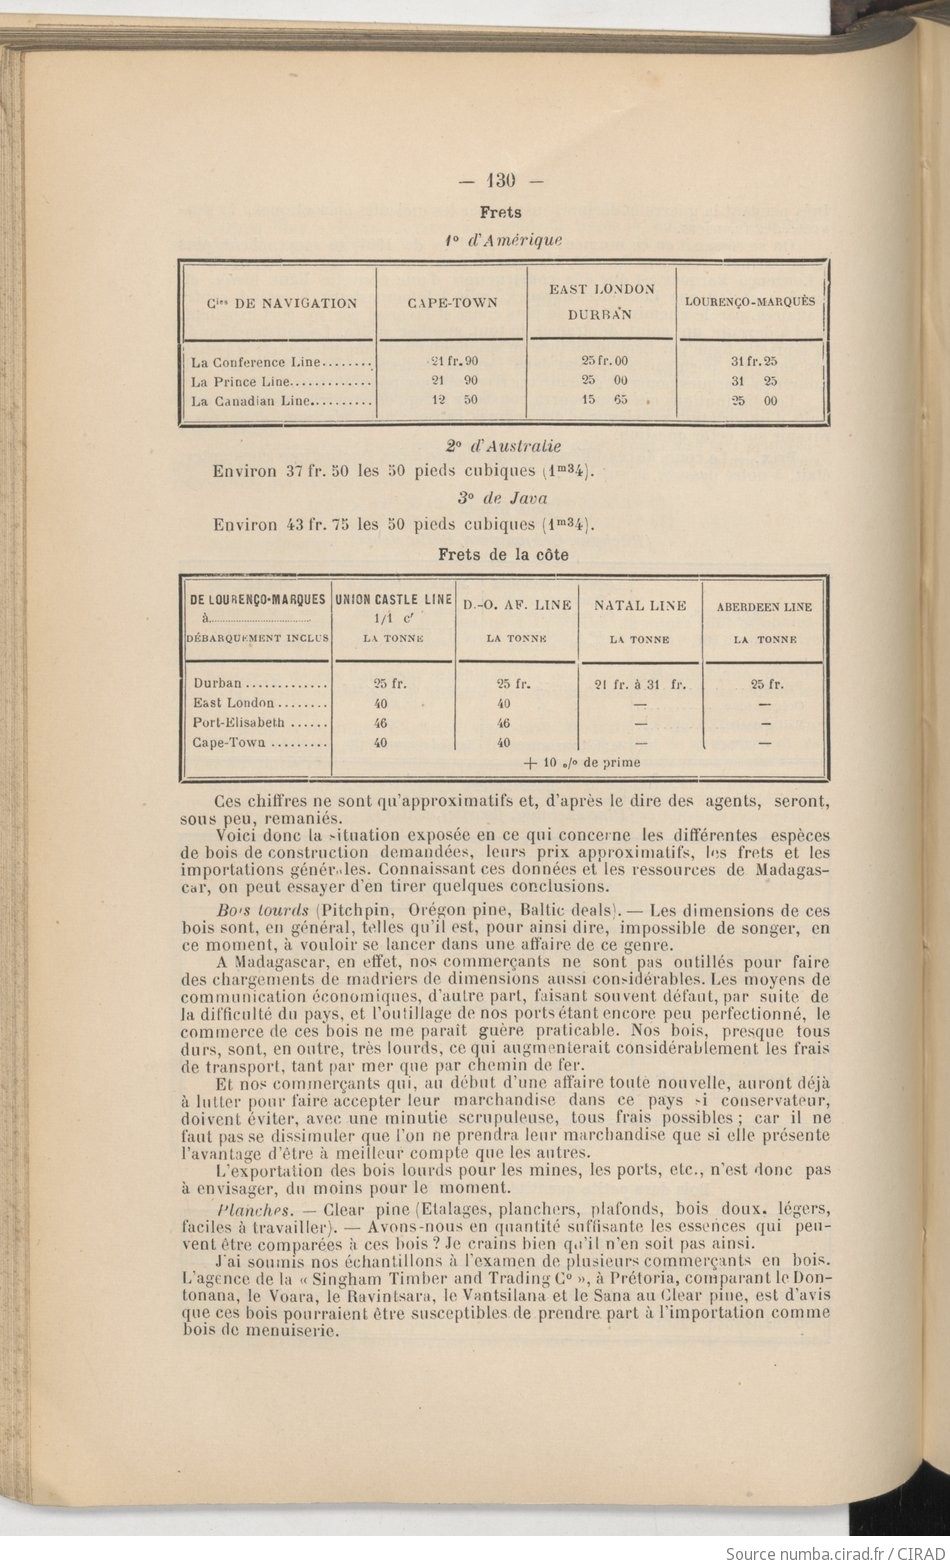 — 130 —
Frets
1º d'Amérique
Cies DE NAVIGATION CAPE-TOWN EAST LONDON DURBAN LOURENÇO-MARQUÈS
La Conference Line........ 21 fr. 90 25 fr. 00 31 fr. 25
La Prince Line............. 21 90 25 00 31 25
La Canadian Line.......... 12 50 15 65 25 00
2º d'Australie
Environ 37 fr. 50 les 50 pieds cubiques (1m34).
3º de Java
Environ 43 fr. 75 les 50 pieds cubiques (1m34).
Frets de la côte
DE LOURENÇO-MARQUES UNION CASTLE LINE D.-O. AF. LINE NATAL LINE ABERDEEN LINE
à.......................... 1/1 cr
DÉBARQUEMENT INCLUS LA TONNE LA TONNE LA TONNE LA TONNE
Durban ............. 25 fr. 25 fr. 21 fr. à 31 fr. 25 fr.
East London ........ 40 40 — —
Port-Elisabeth ...... 46 46 — —
Cape-Town ......... 40 40 — —
+ 10 o/o de prime
Ces chiffres ne sont qu'approximatifs et, d'après le dire des agents, seront,
sous peu, remaniés.
Voici donc la situation exposée en ce qui concerne les différentes espèces
de bois de construction demandées, leurs prix approximatifs, les frets et les
importations générales. Connaissant ces données et les ressources de Madagas-
car, on peut essayer d'en tirer quelques conclusions.
Bois lourds (Pitchpin, Orégon pine, Baltic deals). — Les dimensions de ces
bois sont, en général, telles qu'il est, pour ainsi dire, impossible de songer, en
ce moment, à vouloir se lancer dans une affaire de ce genre.
A Madagascar, en effet, nos commerçants ne sont pas outillés pour faire
des chargements de madriers de dimensions aussi considérables. Les moyens de
communication économiques, d'autre part, faisant souvent défaut, par suite de
la difficulté du pays, et l'outillage de nos ports étant encore peu perfectionné, le
commerce de ces bois ne me paraît guère praticable. Nos bois, presque tous
durs, sont, en outre, très lourds, ce qui augmenterait considérablement les frais
de transport, tant par mer que par chemin de fer.
Et nos commerçants qui, au début d'une affaire toute nouvelle, auront déjà
à lutter pour faire accepter leur marchandise dans ce pays si conservateur,
doivent éviter, avec une minutie scrupuleuse, tous frais possibles ; car il ne
faut pas se dissimuler que l'on ne prendra leur marchandise que si elle présente
l'avantage d'être à meilleur compte que les autres.
L'exportation des bois lourds pour les mines, les ports, etc., n'est donc pas
à envisager, du moins pour le moment.
Planches. — Clear pine (Etalages, planchers, plafonds, bois doux, légers,
faciles à travailler). — Avons-nous en quantité suffisante les essences qui peu-
vent être comparées à ces bois ? Je crains bien qu'il n'en soit pas ainsi.
J'ai soumis nos échantillons à l'examen de plusieurs commerçants en bois.
L'agence de la « Singham Timber and Trading Cº », à Prétoria, comparant le Don-
tonana, le Voara, le Ravintsara, le Vantsilana et le Sana au Clear pine, est d'avis
que ces bois pourraient être susceptibles de prendre part à l'importation comme
bois de menuiserie.
Source numba.cirad.fr / CIRAD